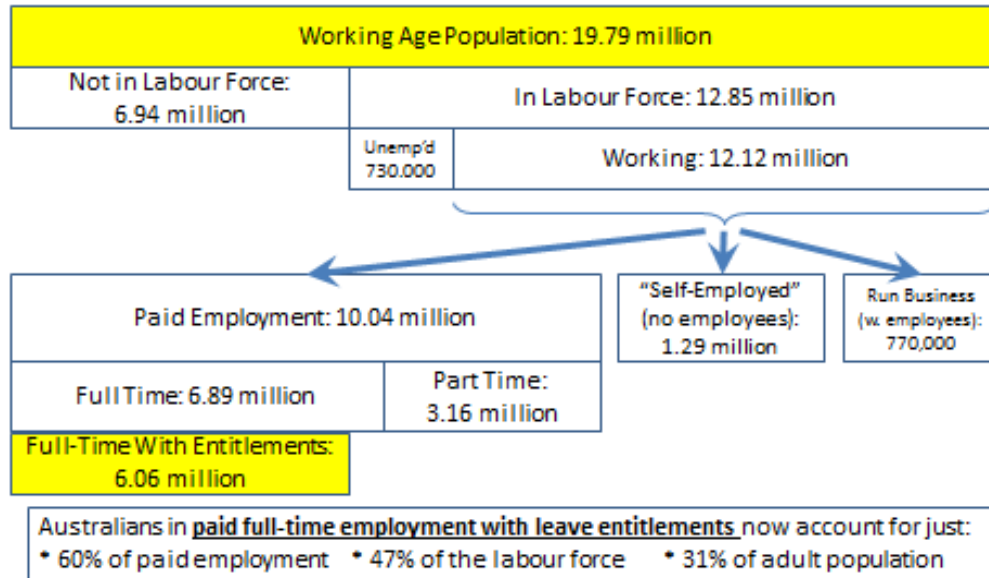 Working Age Population: 19.79 million
Not in Labour Force:
6.94 million
In Labour Force: 12.85 million
Unemp'd
730.000
Working: 12.12 million
Paid Employment: 10.04 million
"Self-Employed"
(no employees):
1.29 million
Run Business
(w. employees):
770,000
Full Time: 6.89 million
Part Time:
3.16 million
Full-Time With Entitlements:
6.06 million
Australians in paid full-time employment with leave entitlements now account for just:
* 60% of paid employment * 47% of the labour force * 31% of adult population